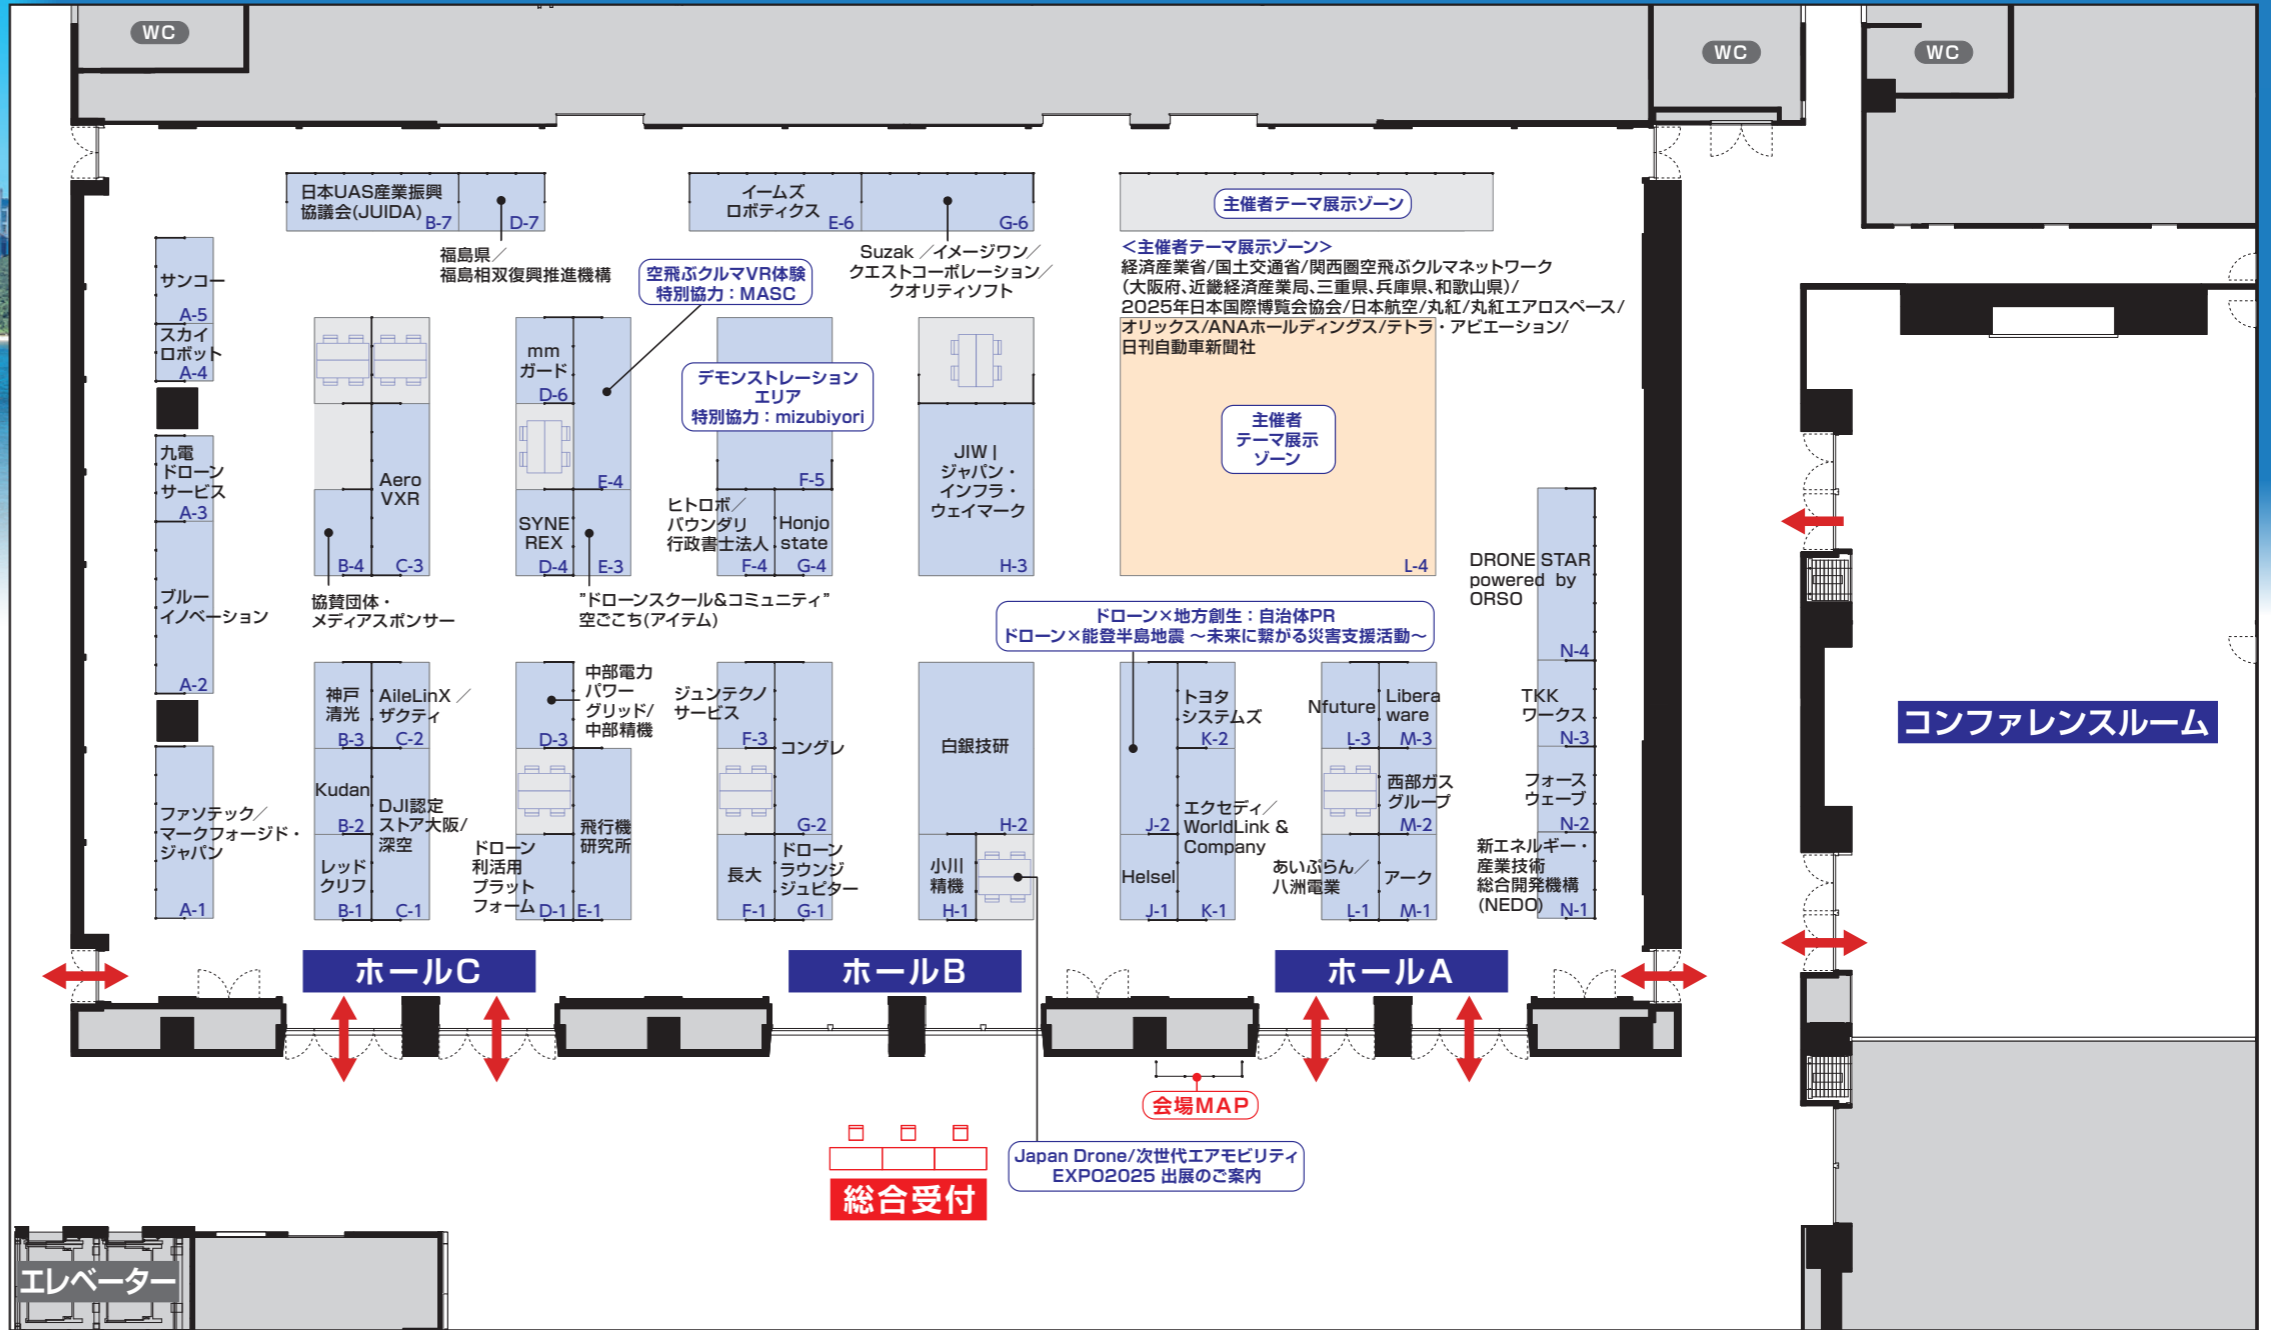 WC
WC
WC
日本UAS産業振興
協議会(JUIDA)
B-7
D-7
福島県／
福島相双復興推進機構
イームズ
ロボティクス
E-6
G-6
Suzak ／イメージワン／
クエストコーポレーション／
クオリティソフト
主催者テーマ展示ゾーン
＜主催者テーマ展示ゾーン＞
経済産業省/国土交通省/関西圏空飛ぶクルマネットワーク
(大阪府、近畿経済産業局、三重県、兵庫県、和歌山県)/
2025年日本国際博覧会協会/日本航空/丸紅/丸紅エアロスペース/
オリックス/ANAホールディングス/テトラ・アビエーション/
日刊自動車新聞社
主催者
テーマ展示
ゾーン
L-4
サンコー
A-5
スカイ
ロボット
A-4
九電
ドローン
サービス
A-3
ブルー
イノベーション
A-2
ファソテック／
マークフォージド・
ジャパン
A-1
Aero
VXR
B-4
C-3
協賛団体・
メディアスポンサー
mm
ガード
D-6
空飛ぶクルマVR体験
特別協力：MASC
E-4
SYNE
REX
D-4
E-3
”ドローンスクール&コミュニティ”
空ごこち(アイテム)
デモンストレーション
エリア
特別協力：mizubiyori
F-5
ヒトロボ／
バウンダリ
行政書士法人
F-4
Honjo
state
G-4
JIW |
ジャパン・
インフラ・
ウェイマーク
H-3
DRONE STAR
powered by
ORSO
N-4
ドローン×地方創生：自治体PR
ドローン×能登半島地震 ～未来に繋がる災害支援活動～
神戸
清光
B-3
AileLinX ／
ザクティ
C-2
Kudan
B-2
DJI認定
ストア大阪/
深空
レッド
クリフ
B-1
C-1
中部電力
パワー
グリッド/
中部精機
D-3
ドローン
利活用
プラット
フォーム
D-1
飛行機
研究所
E-1
ジュンテクノ
サービス
F-3
コングレ
G-2
長大
F-1
ドローン
ラウンジ
ジュピター
G-1
白銀技研
H-2
小川
精機
H-1
トヨタ
システムズ
K-2
J-2
エクセディ／
WorldLink &
Company
Helsel
J-1
K-1
Nfuture
L-3
Libera
ware
M-3
西部ガス
グループ
M-2
あいぷらん／
八洲電業
L-1
アーク
M-1
TKK
ワークス
N-3
フォース
ウェーブ
N-2
新エネルギー・
産業技術
総合開発機構
(NEDO)
N-1
コンファレンスルーム
ホールC
ホールB
ホールA
会場MAP
Japan Drone/次世代エアモビリティ
EXPO2025 出展のご案内
総合受付
エレベーター